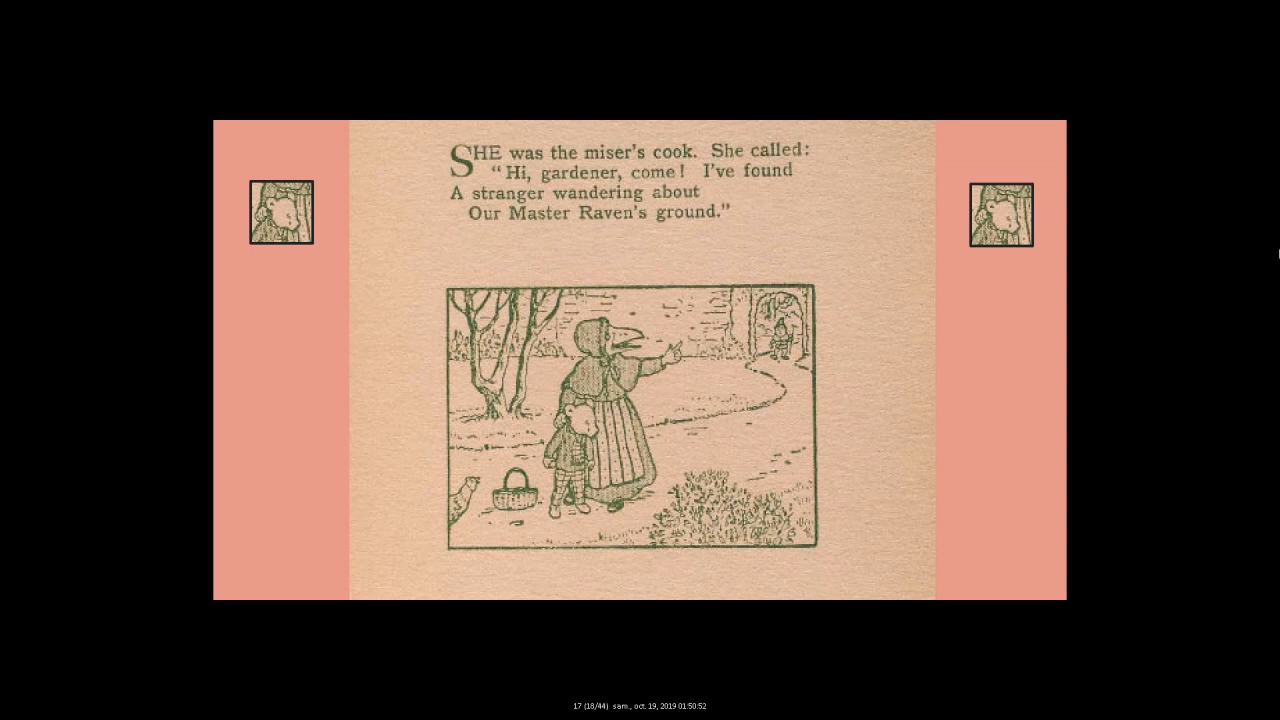 SHE was the miser's cook. She called:
"Hi, gardener, come! I've found
A stranger wandering about
Our Master Raven's ground."
17 (18/44) sam., oct. 19, 2019 01:50:52